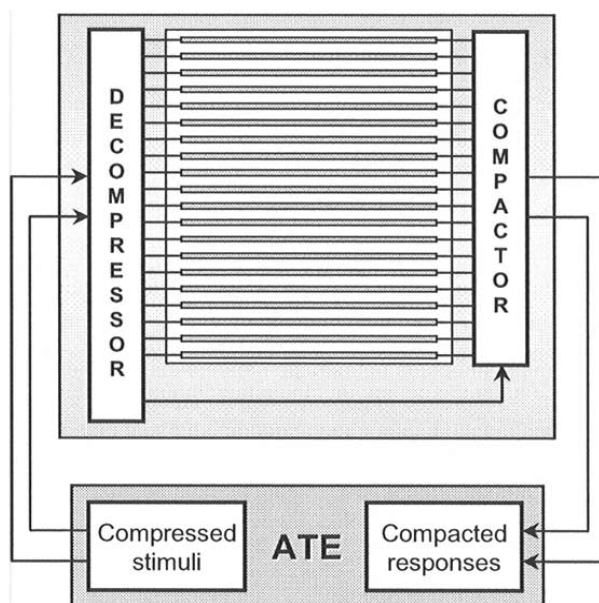 DECOMPRESSOR
COMPACTOR
Compressed
stimuli
ATE
Compacted
responses